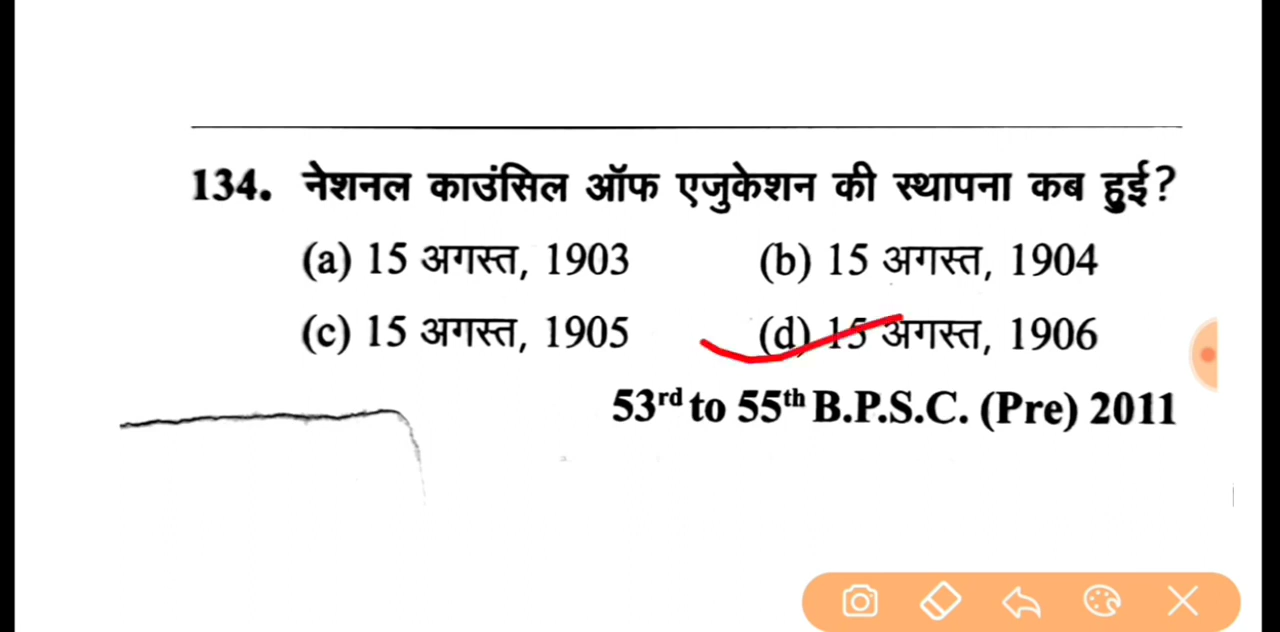 134. नेशनल काउंसिल ऑफ एजुकेशन की स्थापना कब हुई?
(a) 15 अगस्त, 1903 (b) 15 अगस्त, 1904
(c) 15 अगस्त, 1905 (d) 15 अगस्त, 1906
53rd to 55th B.P.S.C. (Pre) 2011